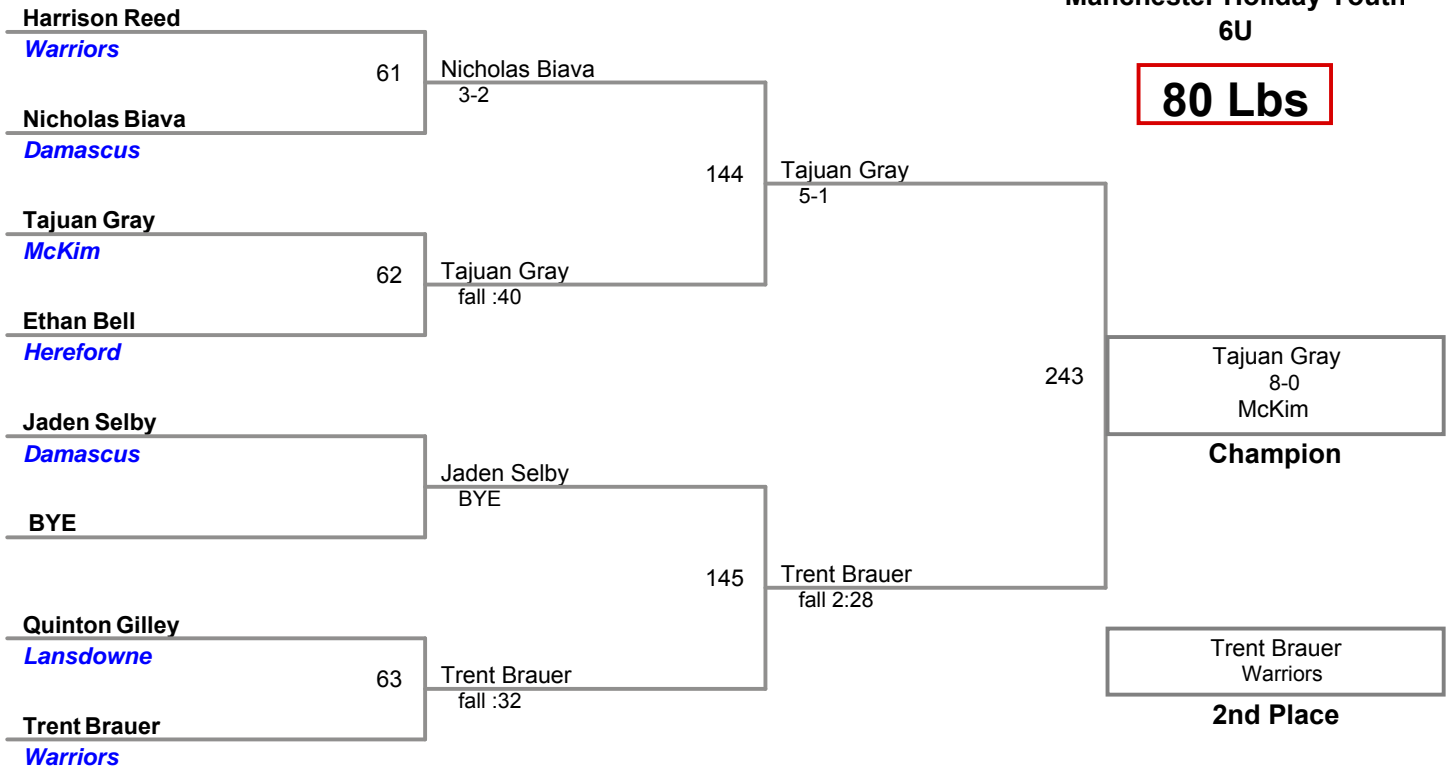 Manchester Holiday Youth
6U
80 Lbs
Harrison Reed
Warriors
61
Nicholas Biava
3-2
Nicholas Biava
Damascus
144
Tajuan Gray
5-1
Tajuan Gray
McKim
62
Tajuan Gray
fall :40
Ethan Bell
Hereford
243
Tajuan Gray
8-0
McKim
Champion
Jaden Selby
Damascus
Jaden Selby
BYE
BYE
145
Trent Brauer
fall 2:28
Quinton Gilley
Lansdowne
63
Trent Brauer
fall :32
Trent Brauer
Warriors
Trent Brauer
Warriors
2nd Place